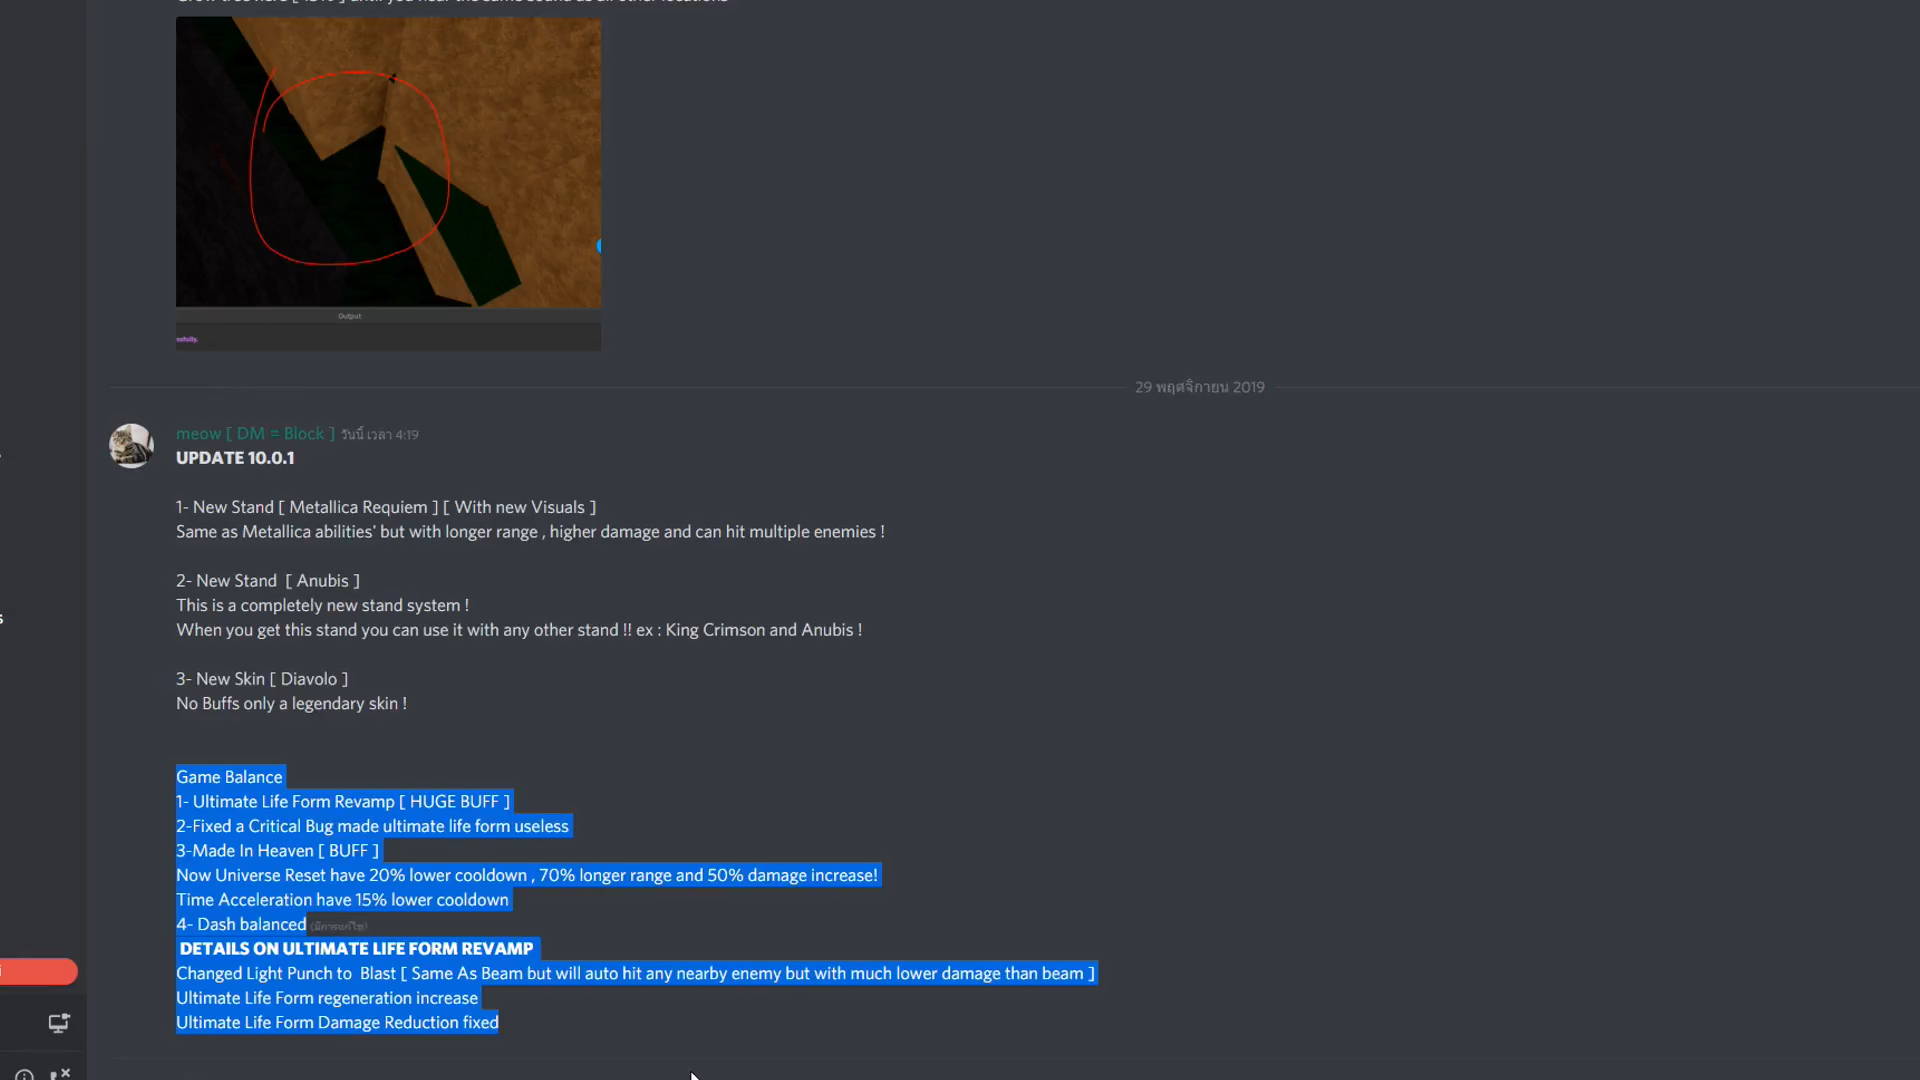 Output
29 พฤศจิกายน 2019
meow [ DM = Block ] วันนี้ เวลา 4:19
UPDATE 10.0.1
1- New Stand [ Metallica Requiem ] [ With new Visuals ]
Same as Metallica abilities' but with longer range , higher damage and can hit multiple enemies !
2- New Stand [ Anubis ]
This is a completely new stand system !
When you get this stand you can use it with any other stand !! ex : King Crimson and Anubis !
3- New Skin [ Diavolo ]
No Buffs only a legendary skin !
Game Balance
1- Ultimate Life Form Revamp [ HUGE BUFF ]
2-Fixed a Critical Bug made ultimate life form useless
3-Made In Heaven [ BUFF ]
Now Universe Reset have 20% lower cooldown , 70% longer range and 50% damage increase!
Time Acceleration have 15% lower cooldown
4- Dash balanced (มีการแก้ไข)
DETAILS ON ULTIMATE LIFE FORM REVAMP
Changed Light Punch to Blast [ Same As Beam but will auto hit any nearby enemy but with much lower damage than beam ]
Ultimate Life Form regeneration increase
Ultimate Life Form Damage Reduction fixed